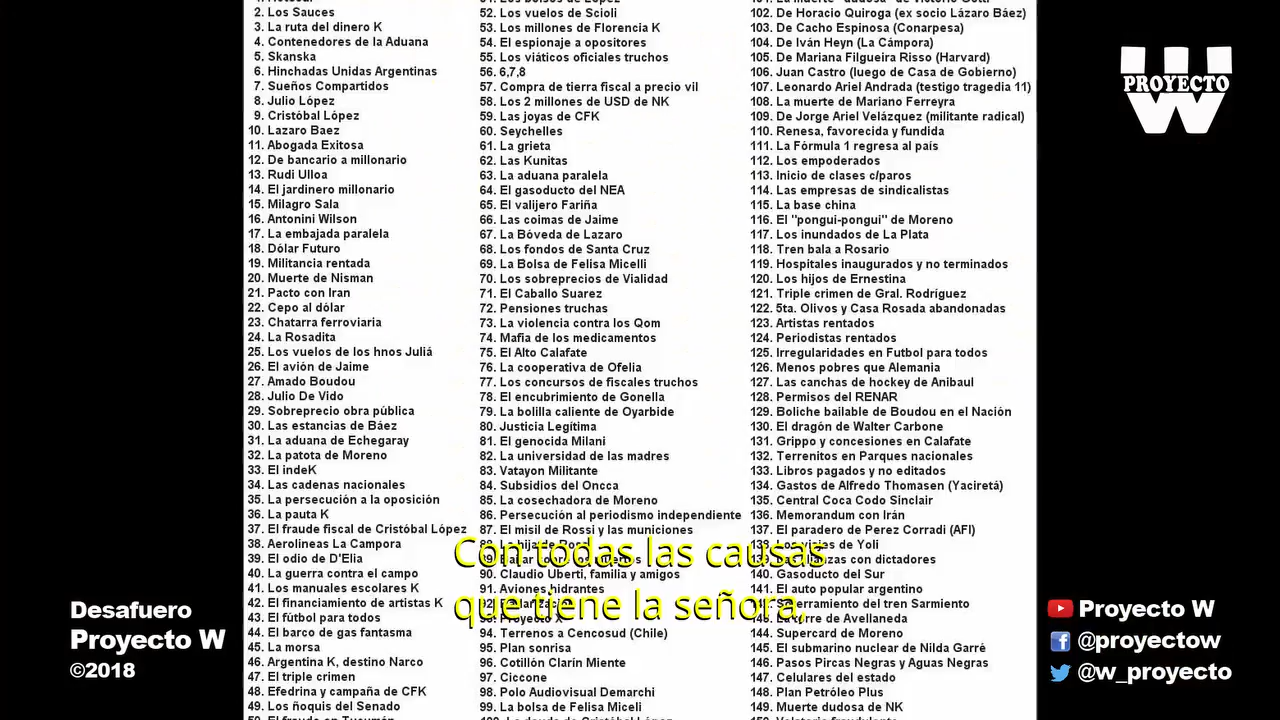 2. Los Sauces
3. La ruta del dinero K
4. Contenedores de la Aduana
5. Skanska
6. Hinchadas Unidas Argentinas
7. Sueños Compartidos
8. Julio López
9. Cristóbal López
10. Lazaro Baez
11. Abogada Exitosa
12. De bancario a millonario
13. Rudi Ulloa
14. El jardinero millonario
15. Milagro Sala
16. Antonini Wilson
17. La embajada paralela
18. Dólar Futuro
19. Militancia rentada
20. Muerte de Nisman
21. Pacto con Iran
22. Cepo al dólar
23. Chatarra ferroviaria
24. La Rosadita
25. Los vuelos de los hnos Juliá
26. El avión de Jaime
27. Amado Boudou
28. Julio De Vido
29. Sobreprecio obra pública
30. Las estancias de Báez
31. La aduana de Echegaray
32. La patota de Moreno
33. El indeK
34. Las cadenas nacionales
35. La persecución a la oposición
36. La pauta K
37. El fraude fiscal de Cristóbal López
38. Aerolineas La Campora
39. El odio de D'Elia
40. La guerra contra el campo
41. Los manuales escolares K
42. El financiamiento de artistas K
43. El fútbol para todos
44. El barco de gas fantasma
45. La morsa
46. Argentina K, destino Narco
47. El triple crimen
48. Efedrina y campaña de CFK
49. Los ñoquis del Senado
52. Los vuelos de Scioli
53. Los millones de Florencia K
54. El espionaje a opositores
55. Los viáticos oficiales truchos
56. 6,7,8
57. Compra de tierra fiscal a precio vil
58. Los 2 millones de USD de NK
59. Las joyas de CFK
60. Seychelles
61. La grieta
62. Las Kunitas
63. La aduana paralela
64. El gasoducto del NEA
65. El valijero Fariña
66. Las coimas de Jaime
67. La Bóveda de Lazaro
68. Los fondos de Santa Cruz
69. La Bolsa de Felisa Micelli
70. Los sobreprecios de Vialidad
71. El Caballo Suarez
72. Pensiones truchas
73. La violencia contra los Qom
74. Mafia de los medicamentos
75. El Alto Calafate
76. La cooperativa de Ofelia
77. Los concursos de fiscales truchos
78. El encubrimiento de Gonella
79. La bolilla caliente de Oyarbide
80. Justicia Legítima
81. El genocida Milani
82. La universidad de las madres
83. Vatayon Militante
84. Subsidios del Oncca
85. La cosechadora de Moreno
86. Persecución al periodismo independiente
87. El misil de Rossi y las municiones
90. Claudio Uberti, familia y amigos
91. Aviones hidrantes
93. Proyecto X
94. Terrenos a Cencosud (Chile)
95. Plan sonrisa
96. Cotillón Clarín Miente
97. Ciccone
98. Polo Audiovisual Demarchi
99. La bolsa de Felisa Miceli
102. De Horacio Quiroga (ex socio Lázaro Báez)
103. De Cacho Espinosa (Conarpesa)
104. De Iván Heyn (La Cámpora)
105. De Mariana Filgueira Risso (Harvard)
106. Juan Castro (luego de Casa de Gobierno)
107. Leonardo Ariel Andrada (testigo tragedia 11)
108. La muerte de Mariano Ferreyra
109. De Jorge Ariel Velázquez (militante radical)
110. Renesa, favorecida y fundida
111. La Fórmula 1 regresa al país
112. Los empoderados
113. Inicio de clases c/paros
114. Las empresas de sindicalistas
115. La base china
116. El "pongui-pongui" de Moreno
117. Los inundados de La Plata
118. Tren bala a Rosario
119. Hospitales inaugurados y no terminados
120. Los hijos de Ernestina
121. Triple crimen de Gral. Rodríguez
122. 5ta. Olivos y Casa Rosada abandonadas
123. Artistas rentados
124. Periodistas rentados
125. Irregularidades en Futbol para todos
126. Menos pobres que Alemania
127. Las canchas de hockey de Anibaul
128. Permisos del RENAR
129. Boliche bailable de Boudou en el Nación
130. El dragón de Walter Carbone
131. Grippo y concesiones en Calafate
132. Terrenitos en Parques nacionales
133. Libros pagados y no editados
134. Gastos de Alfredo Thomasen (Yaciretá)
135. Central Coca Codo Sinclair
136. Memorandum con Irán
137. El paradero de Perez Corradi (AFI)
138. Los viajes de Yoli
con dictadores
140. Gasoducto del Sur
141. El auto popular argentino
del tren Sarmiento
de Avellaneda
144. Supercard de Moreno
145. El submarino nuclear de Nilda Garré
146. Pasos Pircas Negras y Aguas Negras
147. Celulares del estado
148. Plan Petróleo Plus
149. Muerte dudosa de NK
Con todas las causas
que tiene la señora,
PROYECTO
W
Desafuero
Proyecto W
©2018
Proyecto W
@proyectow
@w_proyecto